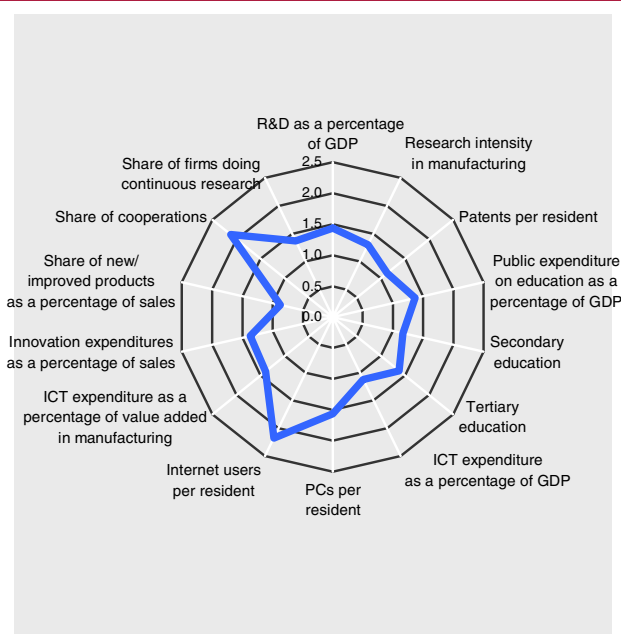 R&D as a percentage
of GDP
Research intensity
in manufacturing
Patents per resident
Public expenditure
on education as a
percentage of GDP
Secondary
education
Tertiary
education
ICT expenditure
as a percentage of GDP
PCs per
resident
Internet users
per resident
ICT expenditure as a
percentage of value added
in manufacturing
Innovation expenditures
as a percentage of sales
Share of new/
improved products
as a percentage of sales
Share of cooperations
Share of firms doing
continuous research
2.5
2.0
1.5
1.0
0.5
0.0